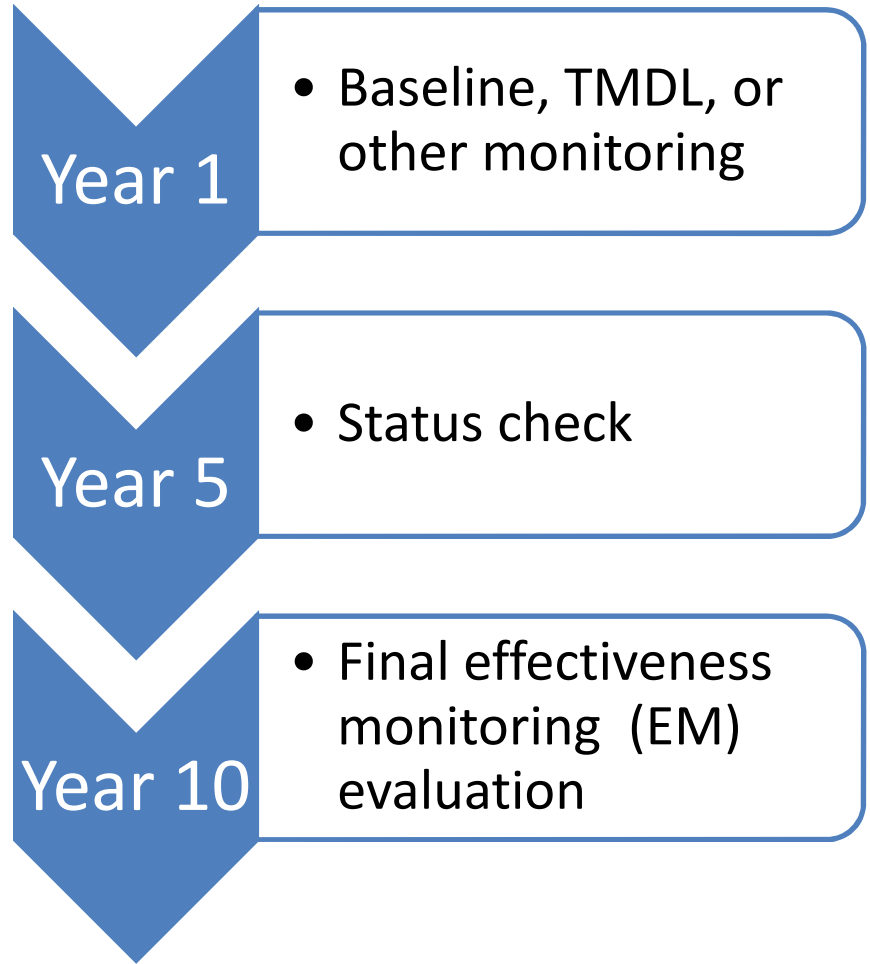 Year 1
• Baseline, TMDL, or
other monitoring
Year 5
• Status check
Year 10
• Final effectiveness
monitoring  (EM)
evaluation